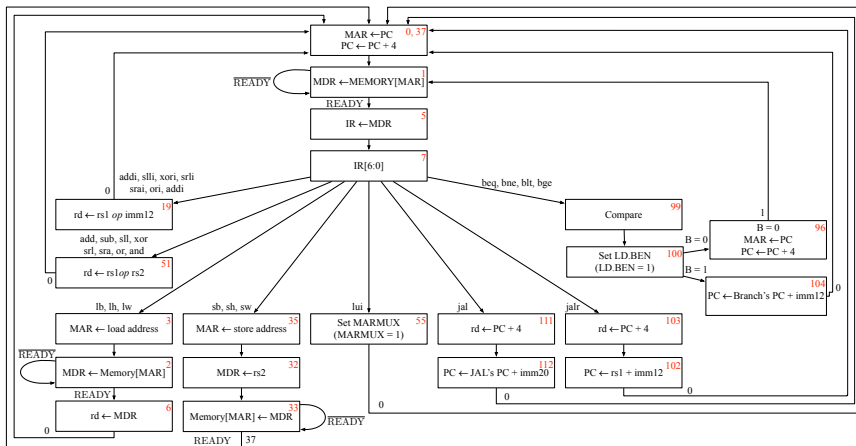 0, 37
MAR ←PC
PC ← PC + 4
1
READY
MDR ←MEMORY[MAR]
READY
5
IR ←MDR
7
IR[6:0]
addi, slli, xori, srli
srai, ori, addi
0
19
rd ← rs1 op imm12
add, sub, sll, xor
srl, sra, or, and
51
rd ← rs1op rs2
0
beq, bne, blt, bge
99
Compare
100
Set LD.BEN
(LD.BEN = 1)
B = 0
B = 1
1
B = 0
96
MAR ←PC
PC ←PC + 4
104
PC ←Branch's PC + imm12
0
lb, lh, lw
3
MAR ← load address
READY
2
MDR ← Memory[MAR]
READY
6
rd ← MDR
0
sb, sh, sw
35
MAR ← store address
32
MDR ←rs2
33
Memory[MAR] ← MDR
READY
READY
37
lui
55
Set MARMUX
(MARMUX = 1)
0
jal
111
rd ←PC + 4
112
PC ← JAL's PC + imm20
0
jalr
103
rd ←PC + 4
102
PC ← rs1 + imm12
0